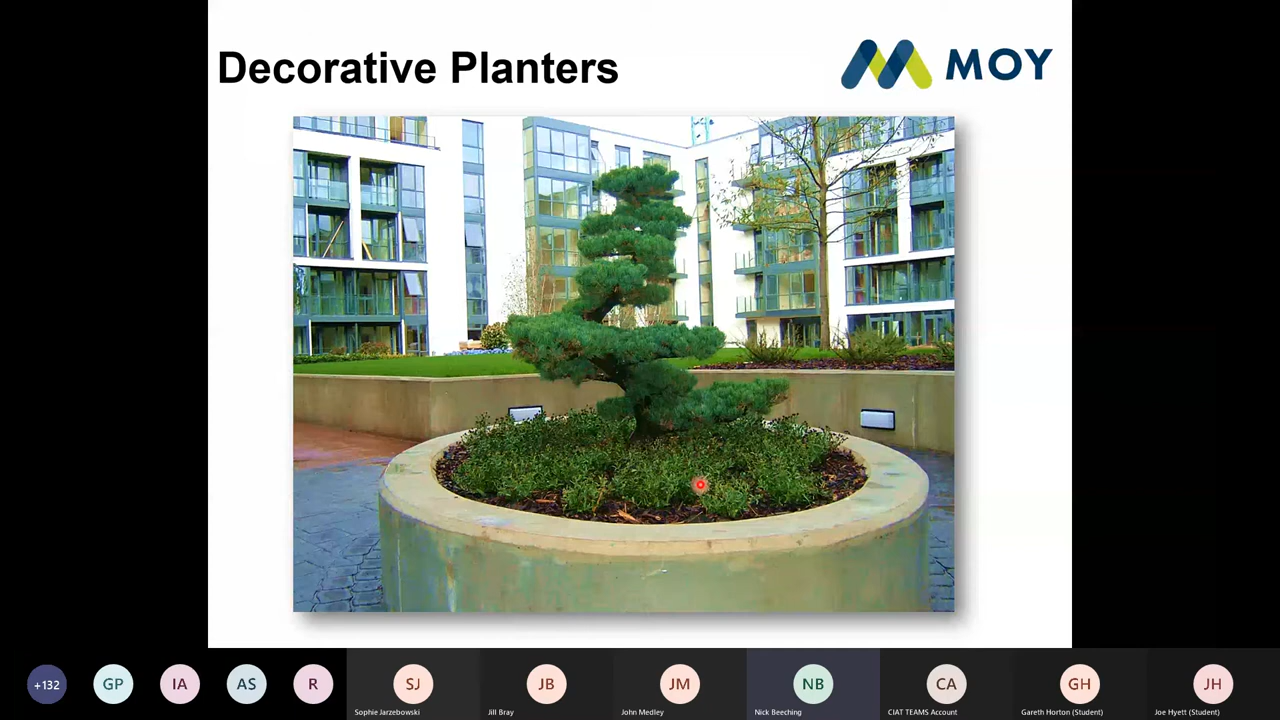 Decorative Planters
MOY
+132
GP
IA
AS
R
SJ
JB
JM
NB
CA
GH
JH
Sophie Jarzebowski
Jill Bray
John Medley
Nick Beeching
CIAT TEAMS Account
Gareth Horton (Student)
Joe Hyett (Student)